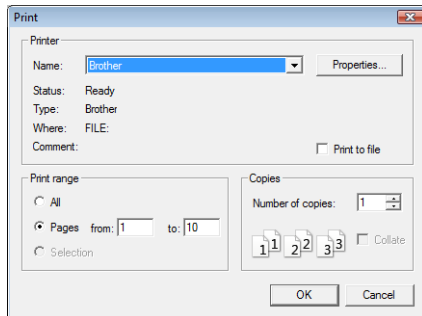 Print
Printer
Name: Brother Properties...
Status: Ready
Type: Brother
Where: FILE:
Comment: Print to file
Print range
All
Pages from: 1 to: 10
Selection
Copies
Number of copies: 1
1 1 2 2 3 3 Collate
OK Cancel